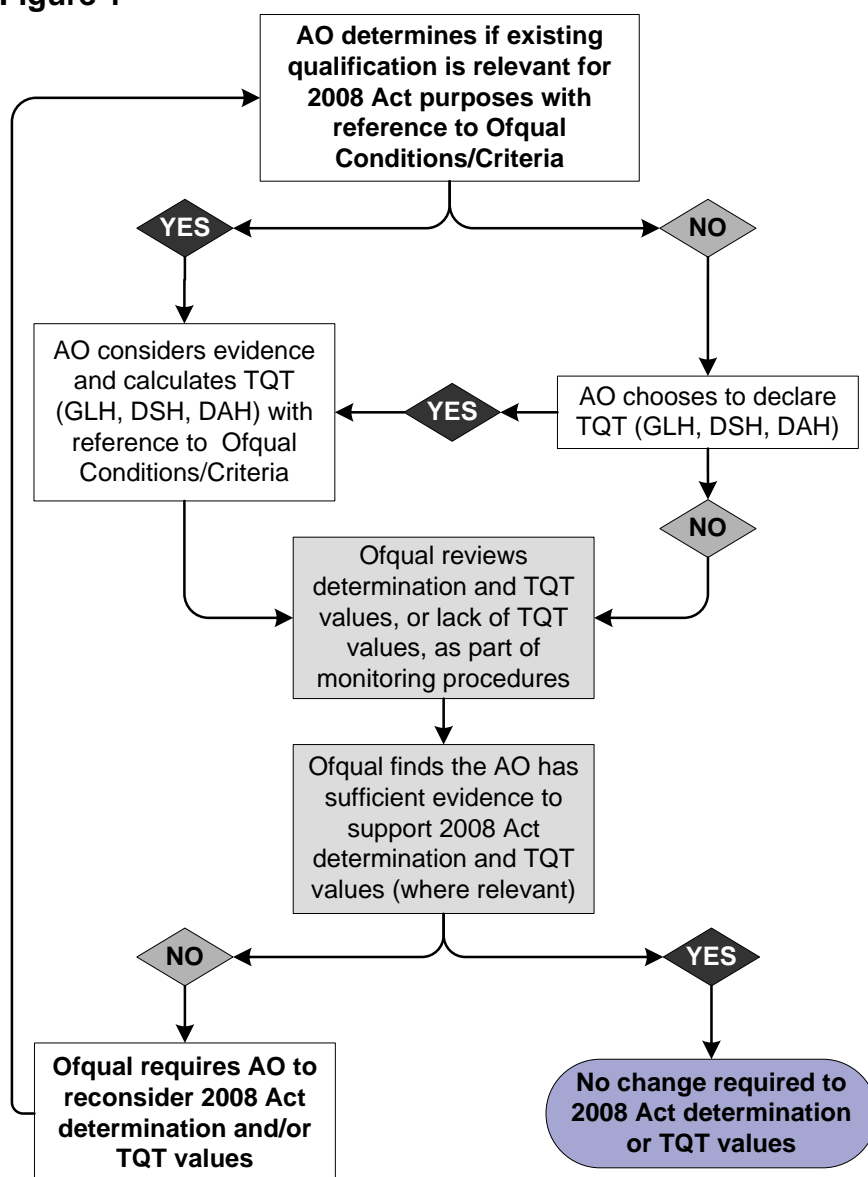 Figure 1
AO determines if existing
qualification is relevant for
2008 Act purposes with
reference to Ofqual
Conditions/Criteria
YES
NO
AO considers evidence
and calculates TQT
(GLH, DSH, DAH) with
reference to Ofqual
Conditions/Criteria
YES
AO chooses to declare
TQT (GLH, DSH, DAH)
NO
Ofqual reviews
determination and TQT
values, or lack of TQT
values, as part of
monitoring procedures
Ofqual finds the AO has
sufficient evidence to
support 2008 Act
determination and TQT
values (where relevant)
NO
YES
Ofqual requires AO to
reconsider 2008 Act
determination and/or
TQT values
No change required to
2008 Act determination
or TQT values